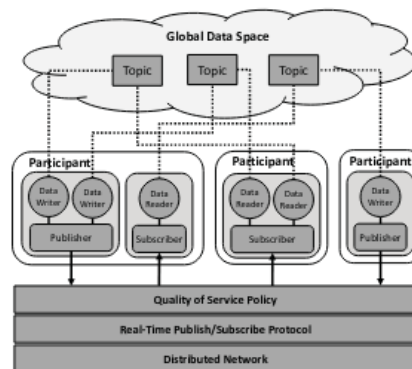 Global Data Space
Topic
Topic
Topic
Participant
Participant
Participant
Data
Writer
Data
Writer
Data
Reader
Data
Reader
Data
Reader
Data
Writer
Publisher
Subscriber
Subscriber
Publisher
Quality of Service Policy
Real-Time Publish/Subscribe Protocol
Distributed Network